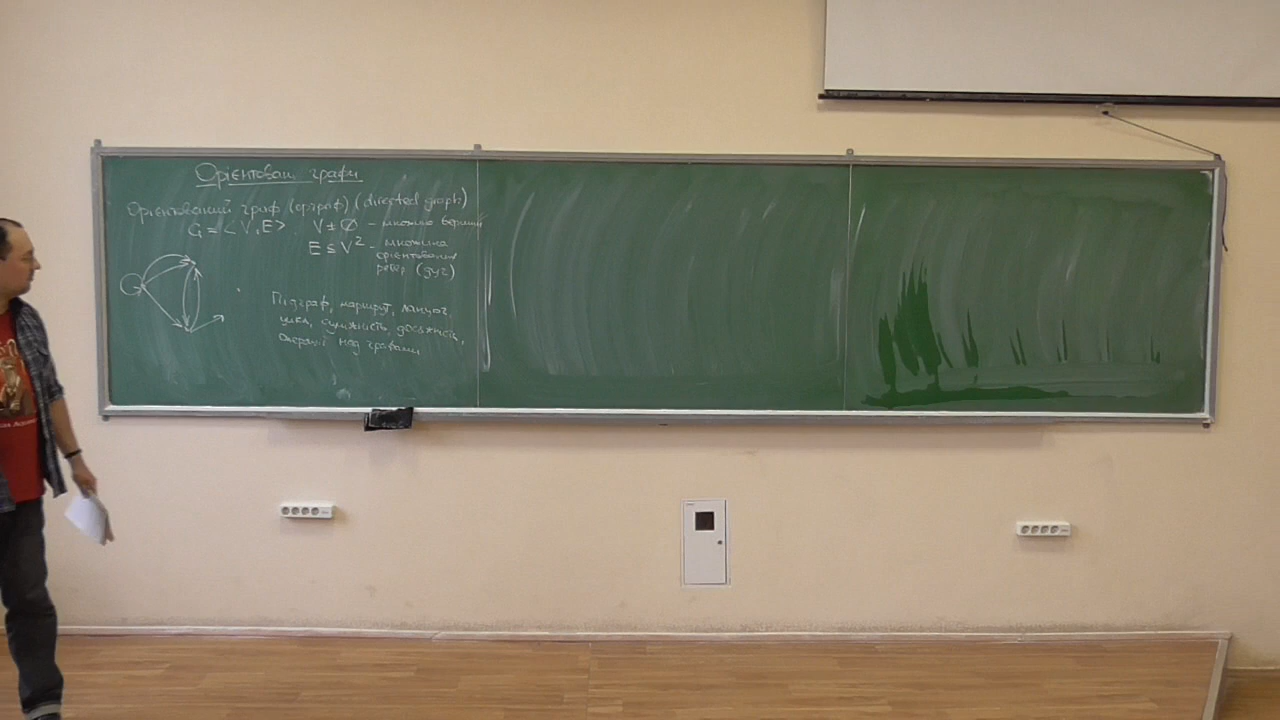 Орієнтовані графи
Орієнтований граф (орграф) (directed graph)
G = < V, E > V ≠ ∅ – множина вершин
E ⊆ V² – множина
орієнтованих
ребер (дуг)
Підграф, маршрут, ланцюг,
цикл, суміжність, досяжність,
операції над графами